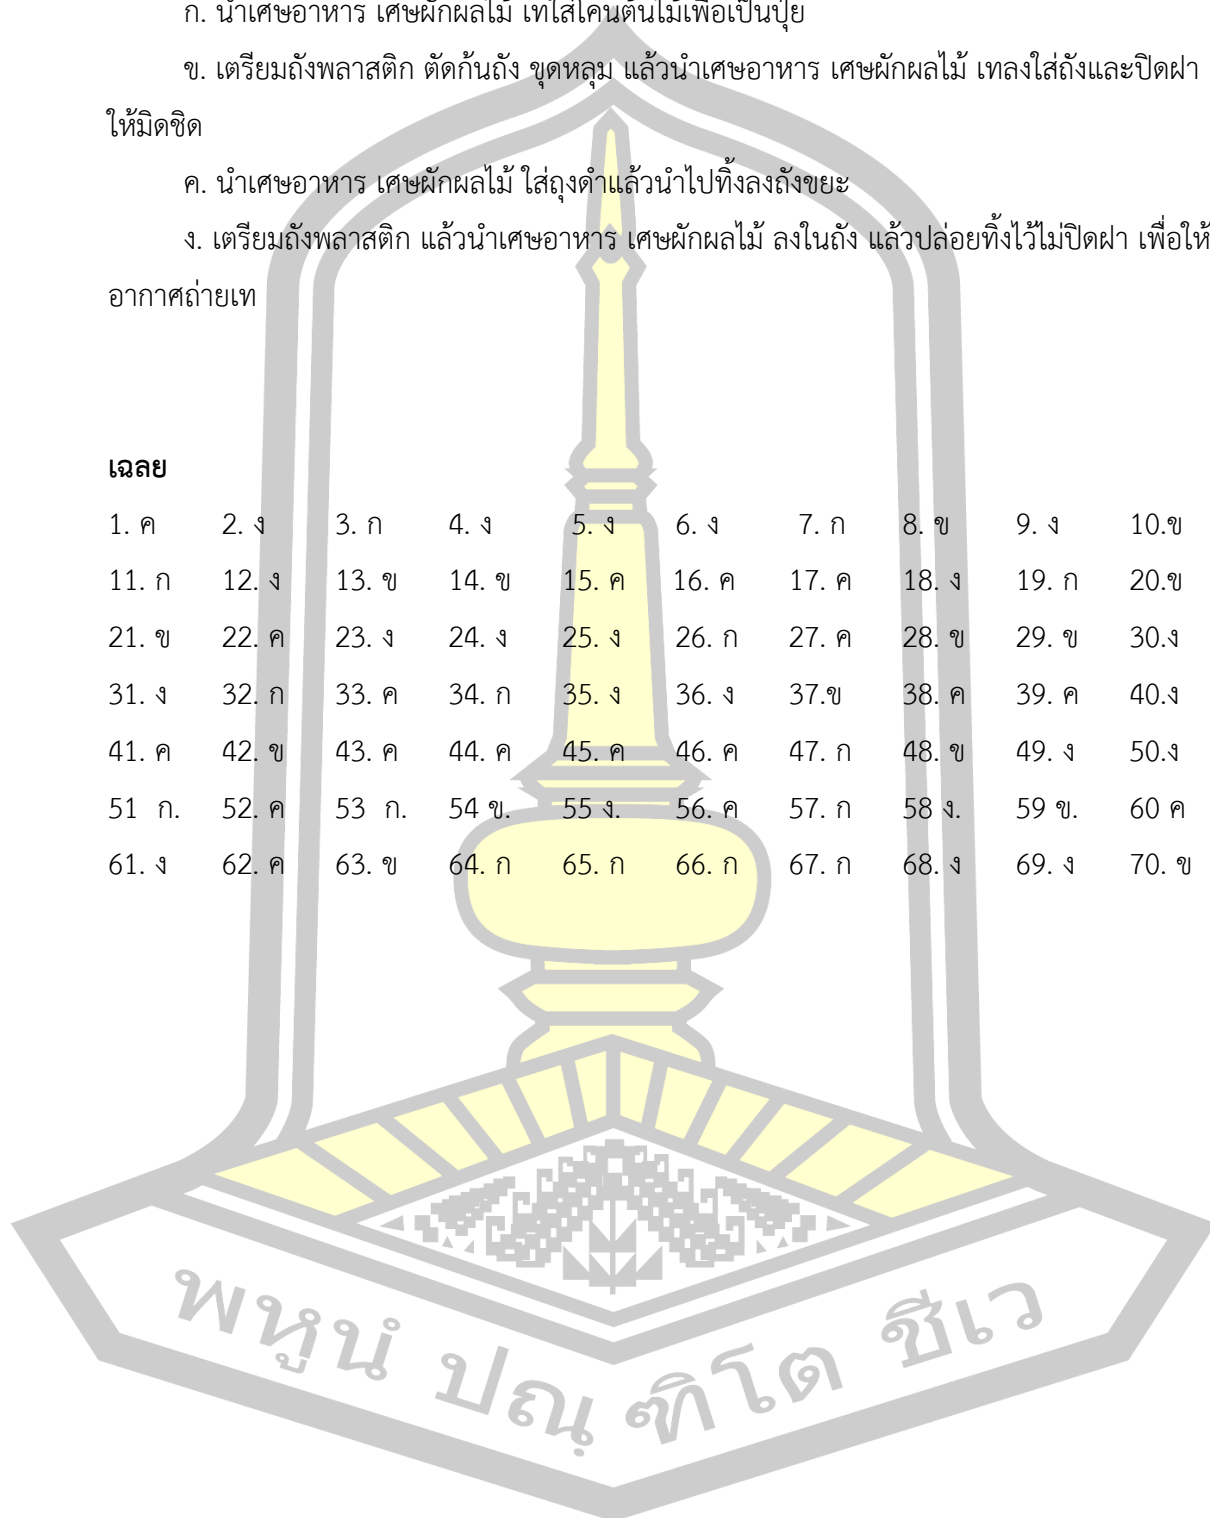 ก. นำเศษอาหาร เศษผักผลไม้ เทใส่โคนต้นไม้เพื่อเป็นปุ๋ย
ข. เตรียมถังพลาสติก ตัดก้นถัง ขุดหลุม แล้วนำเศษอาหาร เศษผักผลไม้ เทลงใส่ถังและปิดฝา
ให้มิดชิด
ค. นำเศษอาหาร เศษผักผลไม้ ใส่ถุงดำแล้วนำไปทิ้งลงถังขยะ
ง. เตรียมถังพลาสติก แล้วนำเศษอาหาร เศษผักผลไม้ ลงในถัง แล้วปล่อยทิ้งไว้ไม่ปิดฝา เพื่อให้
อากาศถ่ายเท
เฉลย
1. ค 2. ง 3. ก 4. ง 5. ง 6. ง 7. ก 8. ข 9. ง 10.ข
11. ก 12. ง 13. ข 14. ข 15. ค 16. ค 17. ค 18. ง 19. ก 20.ข
21. ข 22. ค 23. ง 24. ง 25. ง 26. ก 27. ค 28. ข 29. ข 30.ง
31. ง 32. ก 33. ค 34. ก 35. ง 36. ง 37.ข 38. ค 39. ค 40.ง
41. ค 42. ข 43. ค 44. ค 45. ค 46. ค 47. ก 48. ข 49. ง 50.ง
51 ก. 52. ค 53 ก. 54 ข. 55 ง. 56. ค 57. ก 58 ง. 59 ข. 60 ค
61. ง 62. ค 63. ข 64. ก 65. ก 66. ก 67. ก 68. ง 69. ง 70. ข
พหูนํ ปณฺฑิโต ชีเว